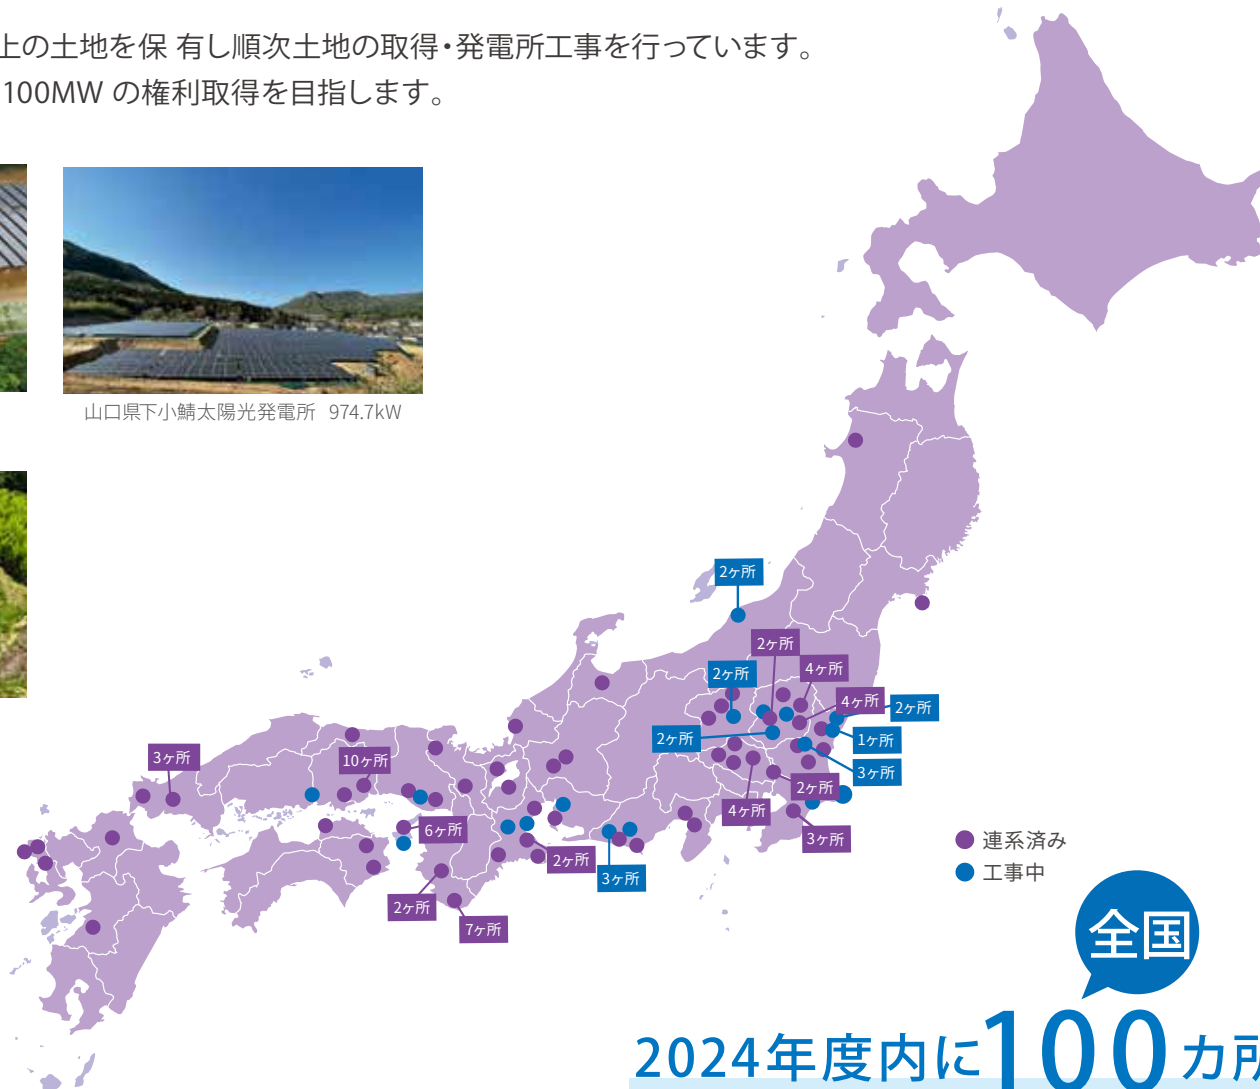 上の土地を保 有し順次土地の取得・発電所工事を行っています。
100MW の権利取得を目指します。
山口県下小鯖太陽光発電所 974.7kW
2ヶ所
2ヶ所
4ヶ所
2ヶ所
4ヶ所
2ヶ所
2ヶ所
1ヶ所
3ヶ所
10ヶ所
3ヶ所
2ヶ所
4ヶ所
6ヶ所
3ヶ所
2ヶ所
3ヶ所
2ヶ所
7ヶ所
連系済み
工事中
全国
2024年度内に100カ所